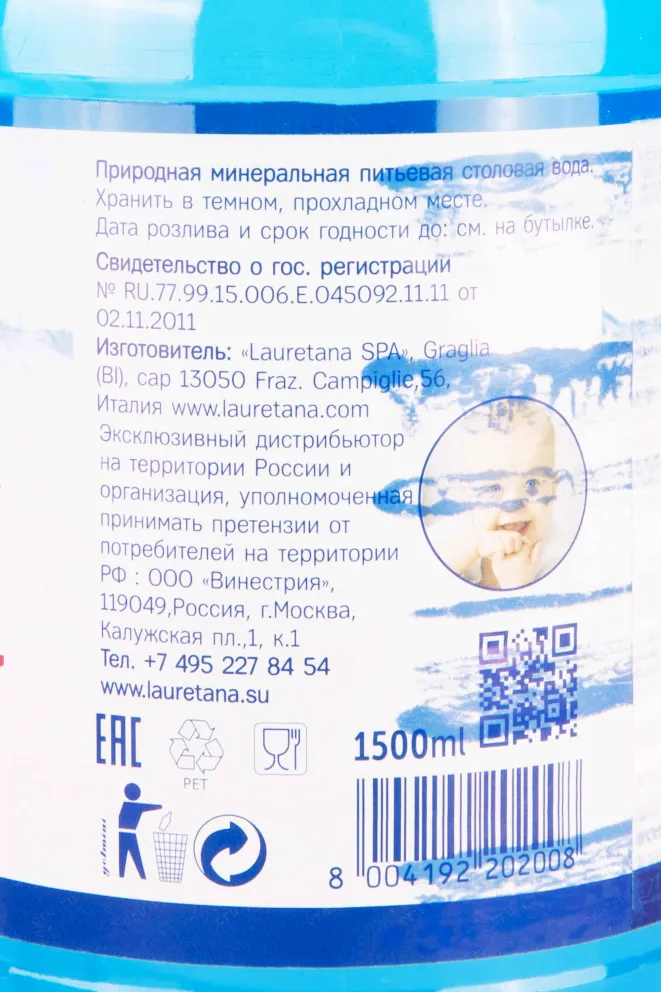 Природная минеральная питьевая столовая вода.
Хранить в темном, прохладном месте.
Дата розлива и срок годности до: см. на бутылке.
Свидетельство о гос. регистрации
№ RU.77.99.15.006.E.045092.11.11 от
02.11.2011
Изготовитель: «Lauretana SPA», Graglia
(BI), cap 13050 Fraz. Campiglie,56,
Италия www.lauretana.com
Эксклюзивный дистрибьютор
на территории России и
организация, уполномоченная
принимать претензии от
потребителей на территории
РФ : ООО «Винестрия»,
119049,Россия, г.Москва,
Калужская пл.,1, к.1
Тел. +7 495 227 84 54
www.lauretana.su
EAC
PET
1500ml
gelmini
8 004192 202008